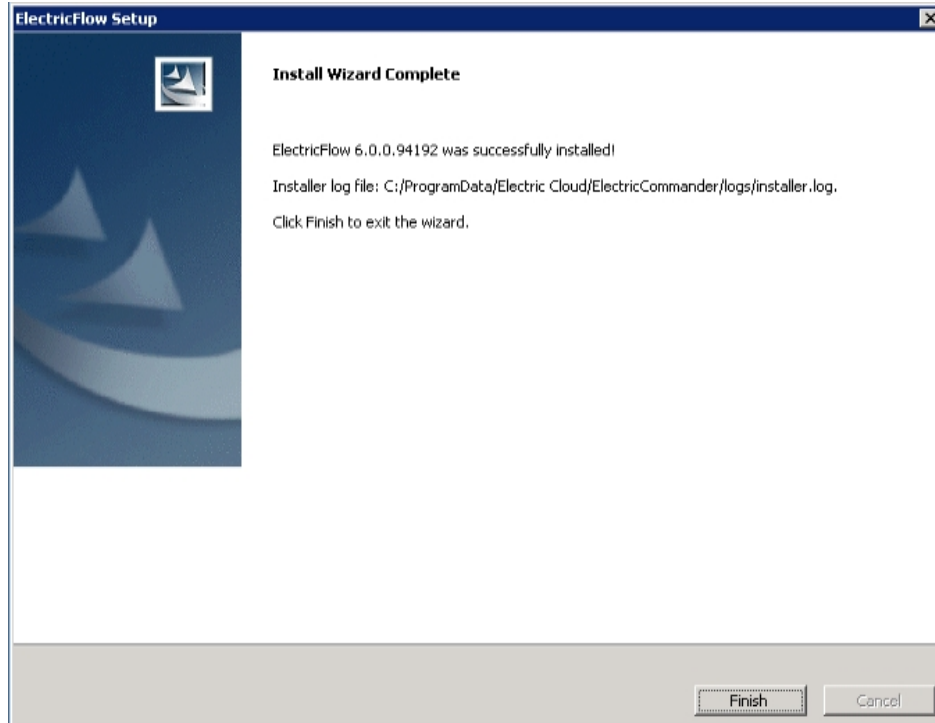 ElectricFlow Setup
Install Wizard Complete
ElectricFlow 6.0.0.94192 was successfully installed!
Installer log file: C:/ProgramData/Electric Cloud/ElectricCommander/logs/installer.log.
Click Finish to exit the wizard.
Finish
Cancel